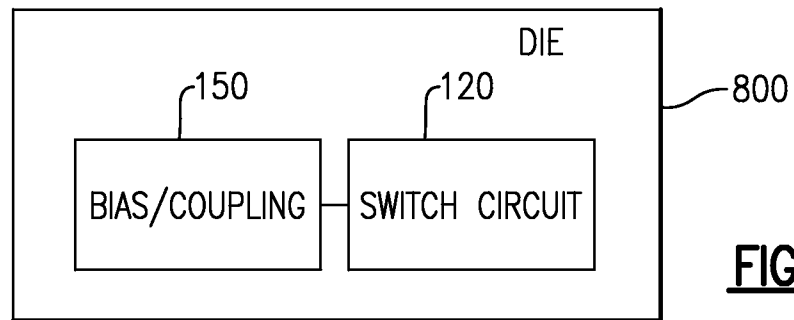 DIE
150
120
800
BIAS/COUPLING
SWITCH CIRCUIT
FIG